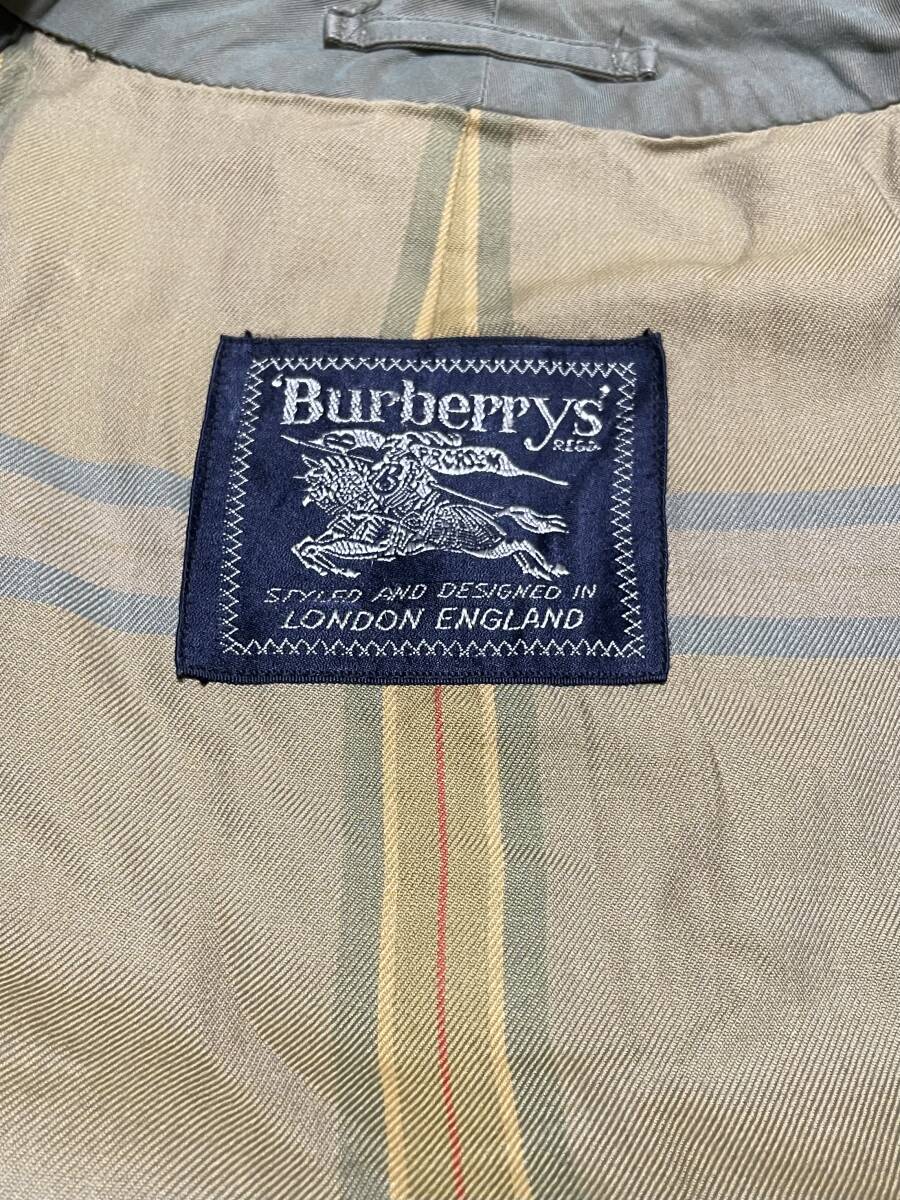 'Burberrys'
REGD
PRORSUM
STYLED AND DESIGNED IN
LONDON ENGLAND